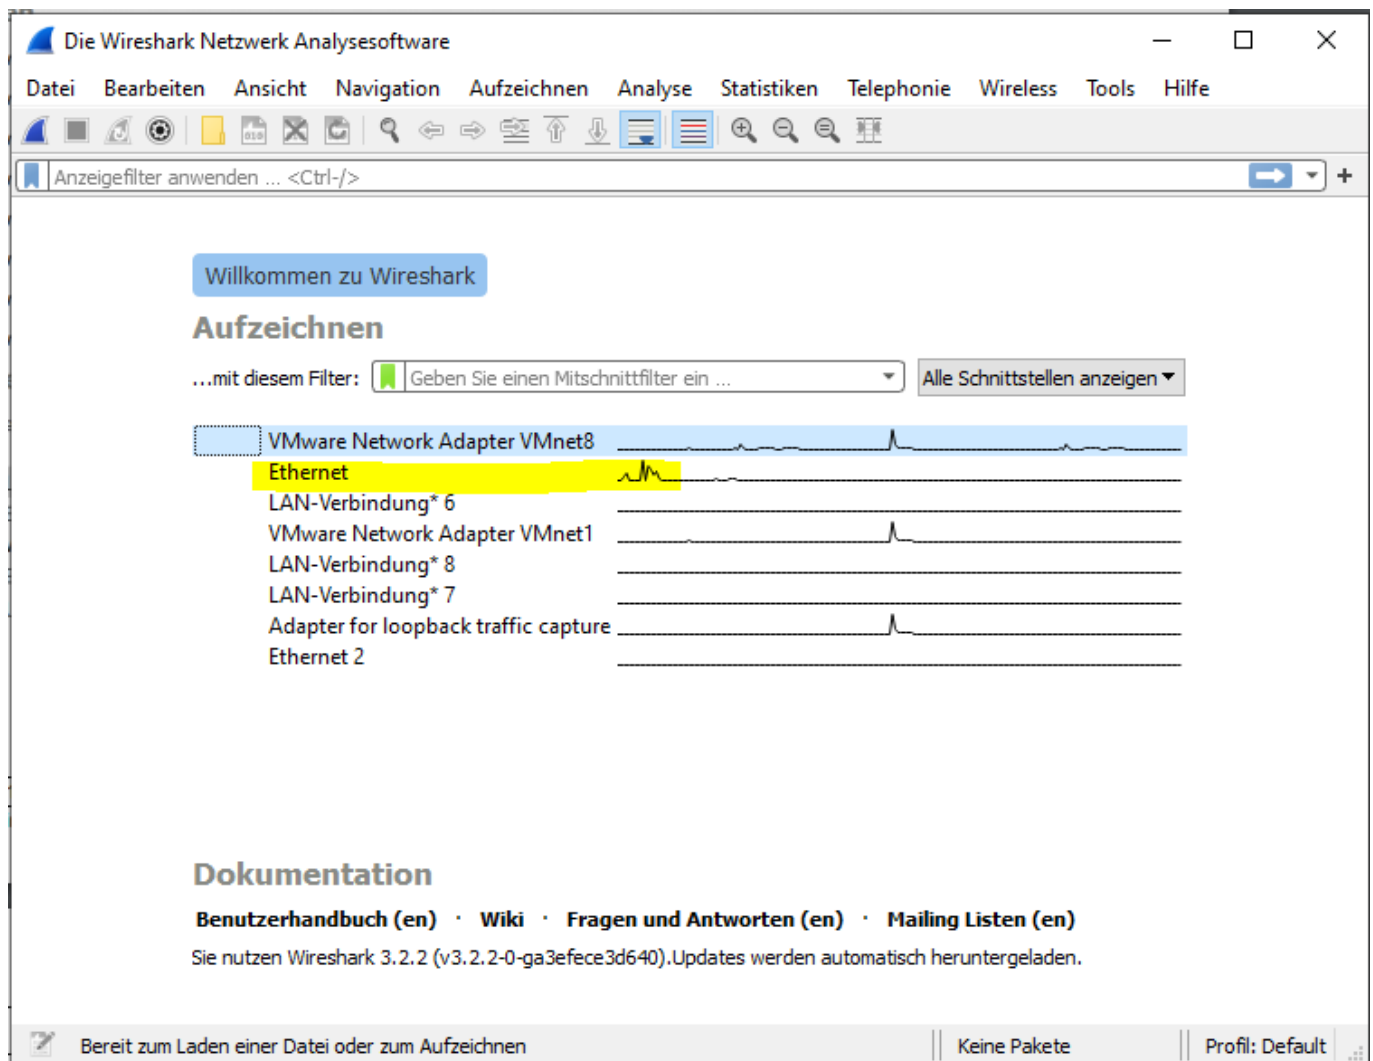 Die Wireshark Netzwerk Analysesoftware
Datei Bearbeiten Ansicht Navigation Aufzeichnen Analyse Statistiken Telephonie Wireless Tools Hilfe
Anzeigefilter anwenden ... <Ctrl-/>
Willkommen zu Wireshark
Aufzeichnen
...mit diesem Filter: Geben Sie einen Mitschnittfilter ein ... Alle Schnittstellen anzeigen
VMware Network Adapter VMnet8
Ethernet
LAN-Verbindung* 6
VMware Network Adapter VMnet1
LAN-Verbindung* 8
LAN-Verbindung* 7
Adapter for loopback traffic capture
Ethernet 2
Dokumentation
Benutzerhandbuch (en) · Wiki · Fragen und Antworten (en) · Mailing Listen (en)
Sie nutzen Wireshark 3.2.2 (v3.2.2-0-ga3efece3d640).Updates werden automatisch heruntergeladen.
Bereit zum Laden einer Datei oder zum Aufzeichnen Keine Pakete Profil: Default